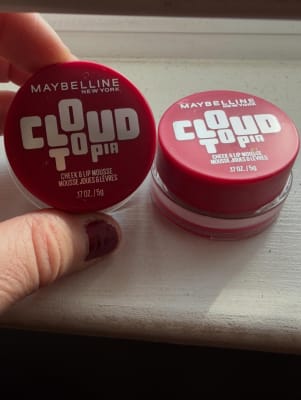 MAYBELLINE
NEW YORK
CLOUD
TOPIA
CHEEK & LIP MOUSSE
MOUSSE JOUES & LÈVRES
.17 OZ. / 5g
MAYBELLINE
NEW YORK
CLOUD
TOPIA
CHEEK & LIP MOUSSE
MOUSSE JOUES & LÈVRES
.17 OZ. / 5g